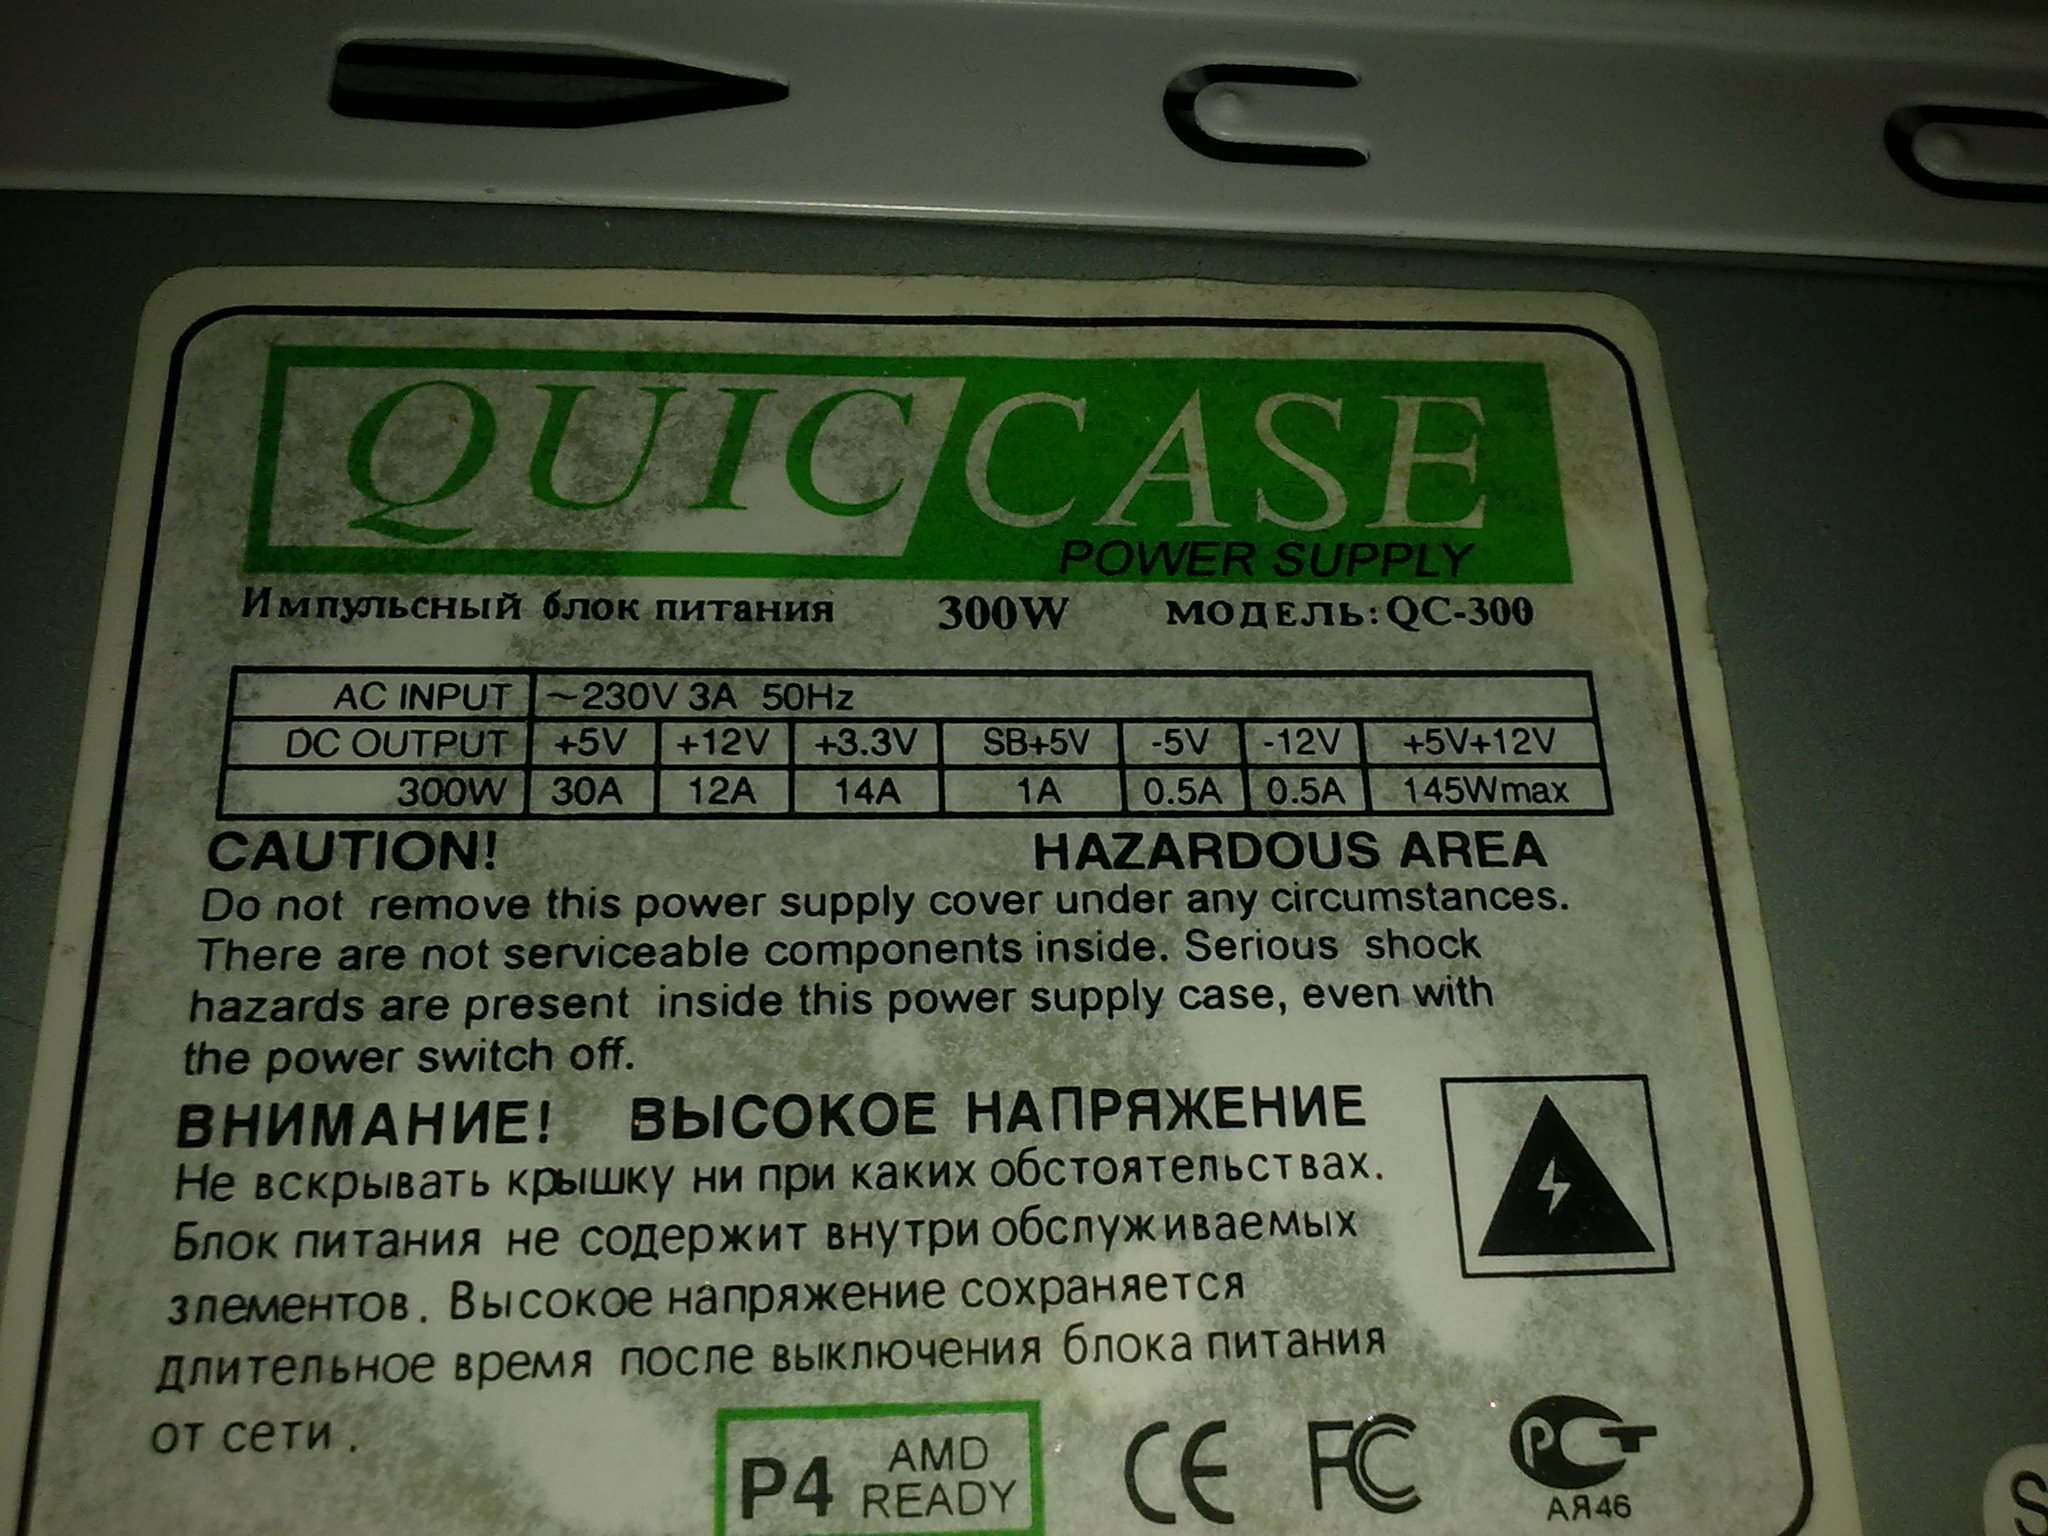 QUICCASE
POWER SUPPLY
Импульсный блок питания 300W МОДЕЛЬ: QC-300
AC INPUT ~230V 3A 50Hz
DC OUTPUT +5V +12V +3.3V SB+5V -5V -12V +5V+12V
300W 30A 12A 14A 1A 0.5A 0.5A 145Wmax
CAUTION! HAZARDOUS AREA
Do not remove this power supply cover under any circumstances.
There are not serviceable components inside. Serious shock
hazards are present inside this power supply case, even with
the power switch off.
ВНИМАНИЕ! ВЫСОКОЕ НАПРЯЖЕНИЕ
Не вскрывать крышку ни при каких обстоятельствах.
Блок питания не содержит внутри обслуживаемых
злементов. Высокое напряжение сохраняется
длительное время после выключения блока питания
от сети.
P4 AMD READY
CE FC РСТ
АЯ46